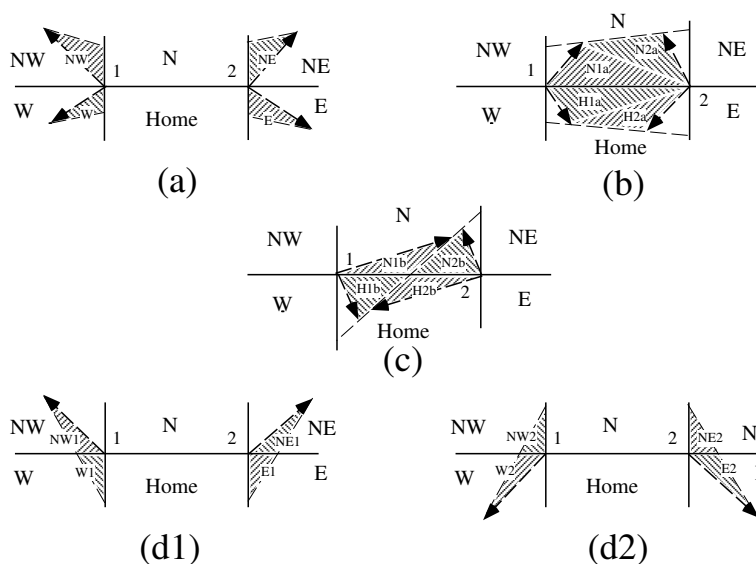 N
NW NW NE NE
1 2
W W Home E E
(a)
N
NW N2a NE
1 N1a
H1a 2
W H2a E
Home
(b)
N
NW NE
1 N1b N2b
W H1b H2b 2 E
Home
(c)
NW N NE
1 2
NW1 NE1
W W1 E1 E
Home
(d1)
NW N N
NW2 1 2 NE2
W W2 E2
Home
(d2)